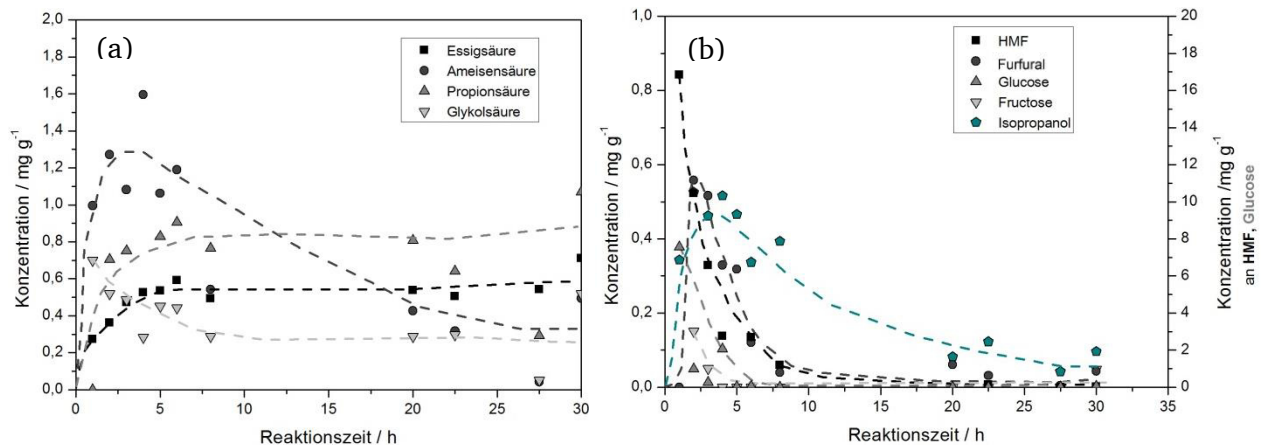 (a)
Konzentration / mg g⁻¹
2,0
1,8
1,6
1,4
1,2
1,0
0,8
0,6
0,4
0,2
0,0
Essigsäure
Ameisensäure
Propionsäure
Glykolsäure
0 5 10 15 20 25 30
Reaktionszeit / h
(b)
Konzentration / mg g⁻¹
1,0
0,8
0,6
0,4
0,2
0,0
HMF
Furfural
Glucose
Fructose
Isopropanol
20
18
16
14
12
10
8
6
4
2
0
Konzentration /mg g⁻¹
an HMF, Glucose
0 5 10 15 20 25 30 35
Reaktionszeit / h